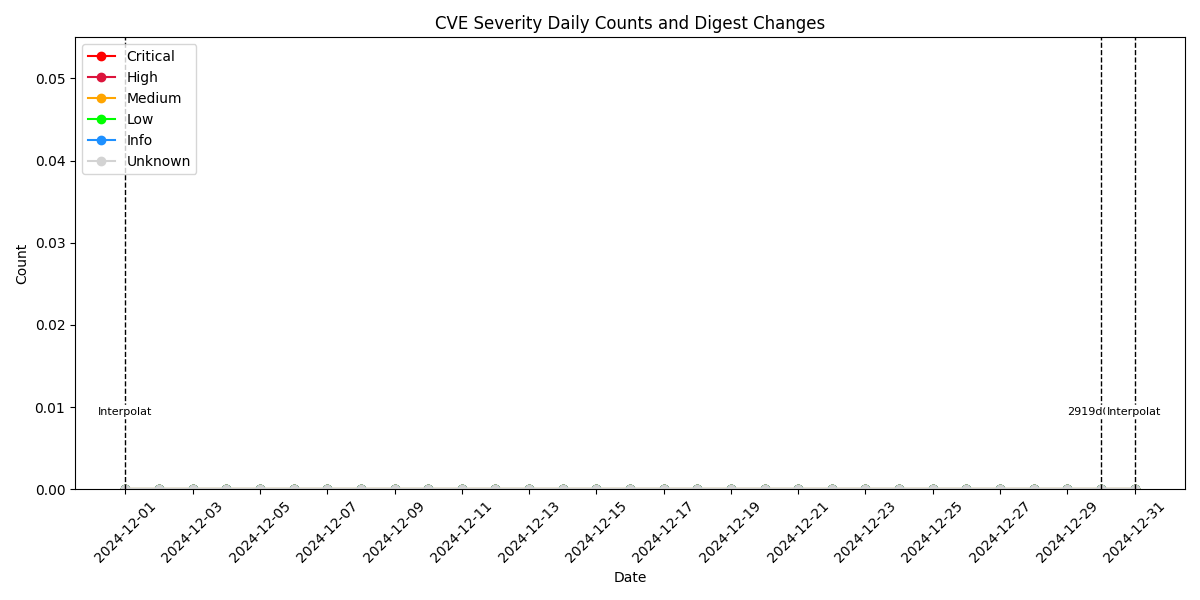 CVE Severity Daily Counts and Digest Changes
Critical
High
Medium
Low
Info
Unknown
Count
0.05
0.04
0.03
0.02
0.01
0.00
Interpolat
2919d
Interpolat
2024-12-01
2024-12-03
2024-12-05
2024-12-07
2024-12-09
2024-12-11
2024-12-13
2024-12-15
2024-12-17
2024-12-19
2024-12-21
2024-12-23
2024-12-25
2024-12-27
2024-12-29
2024-12-31
Date